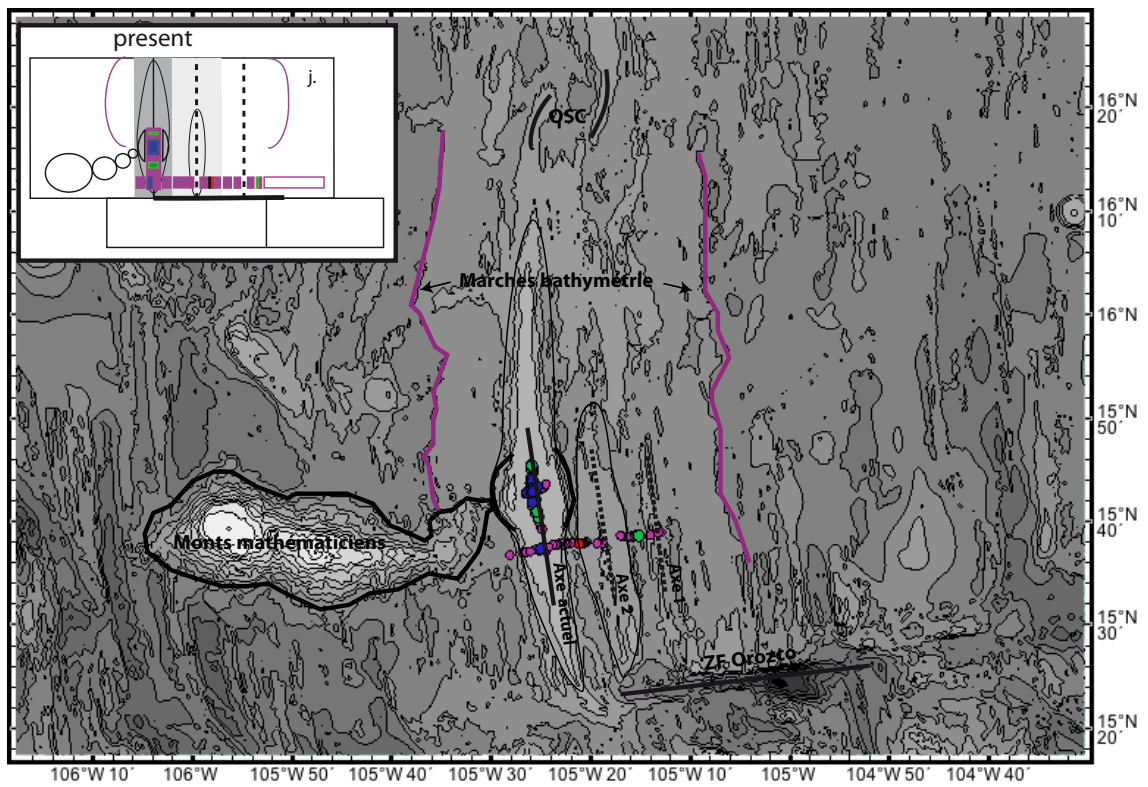 present
j.
OSC
Marches bathymétrie
Monts mathématiciens
Axe actuel
Axe 2
Axe 1
ZF Orozco
16°N
20'
16°N
10'
16°N
15°N
50'
15°N
40'
15°N
30'
15°N
20'
106°W 10'
106°W
105°W 50'
105°W 40'
105°W 30'
105°W 20'
105°W 10'
105°W
104°W 50'
104°W 40'